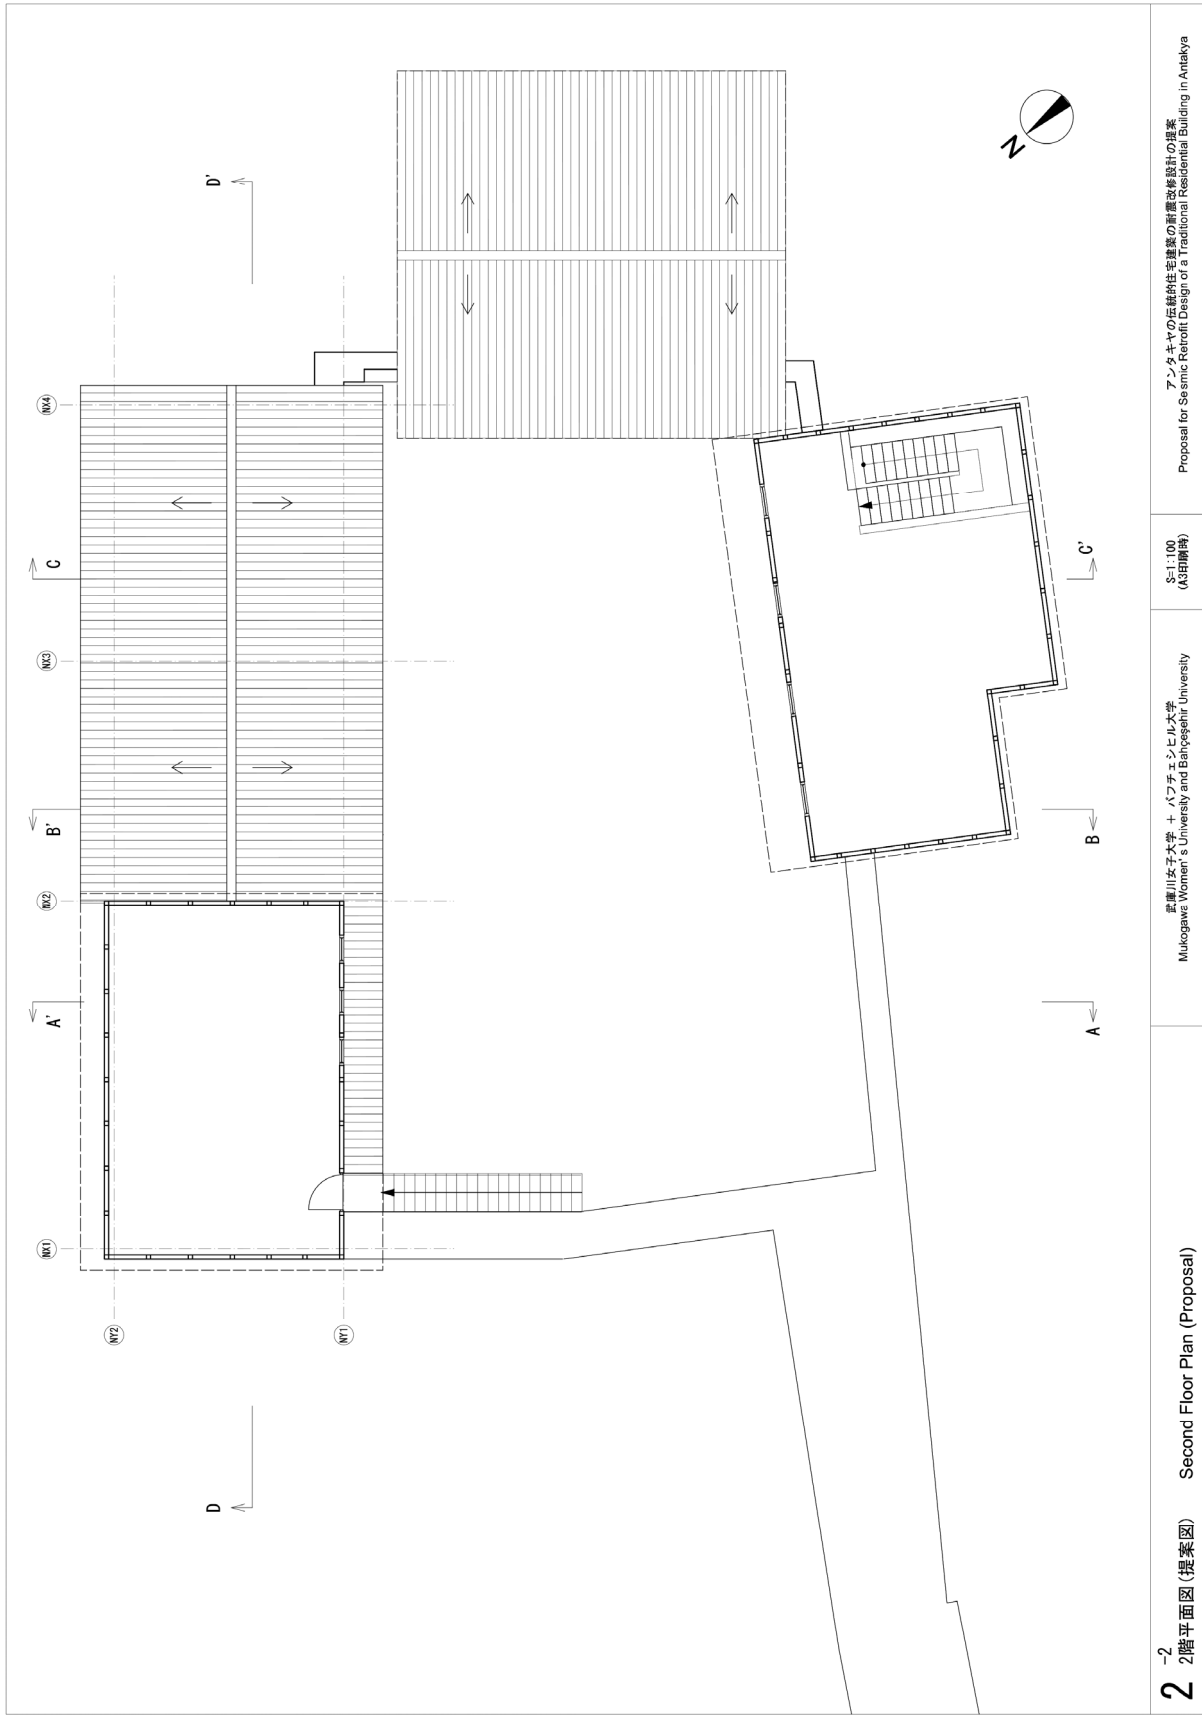 D'
N
NX4
C
C'
NX3
B'
B
NX2
A'
A
NX1
NY2
NY1
D
2-2
2階平面図(提案図)
Second Floor Plan (Proposal)
武庫川女子大学 + バフチェシヒル大学
Mukogawa Women's University and Bahçeşehir University
S=1:100
(A3印刷時)
アンタキヤの伝統的住宅建築の耐震改修設計の提案
Proposal for Sesmic Retrofit Design of a Traditional Residential Building in Antakya